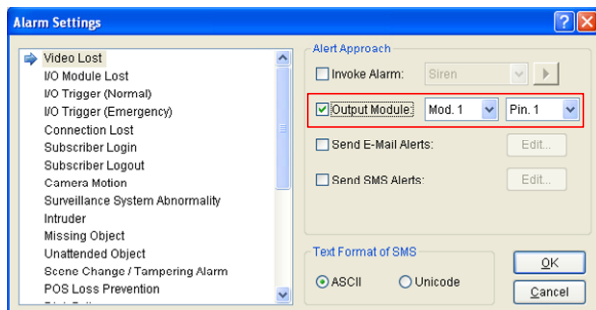 Alarm Settings
Video Lost
I/O Module Lost
I/O Trigger (Normal)
I/O Trigger (Emergency)
Connection Lost
Subscriber Login
Subscriber Logout
Camera Motion
Surveillance System Abnormality
Intruder
Missing Object
Unattended Object
Scene Change / Tampering Alarm
POS Loss Prevention
Alert Approach
Invoke Alarm: Siren
Output Module: Mod. 1 Pin. 1
Send E-Mail Alerts: Edit...
Send SMS Alerts: Edit...
Text Format of SMS
ASCII Unicode
OK
Cancel